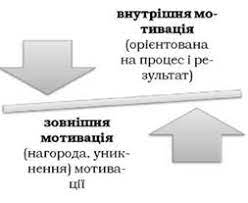 внутрішня мо-
тивація
(орієнтована
на процес і ре-
зультат)
зовнішня
мотивація
(нагорода, уник-
нення) мотива-
ції